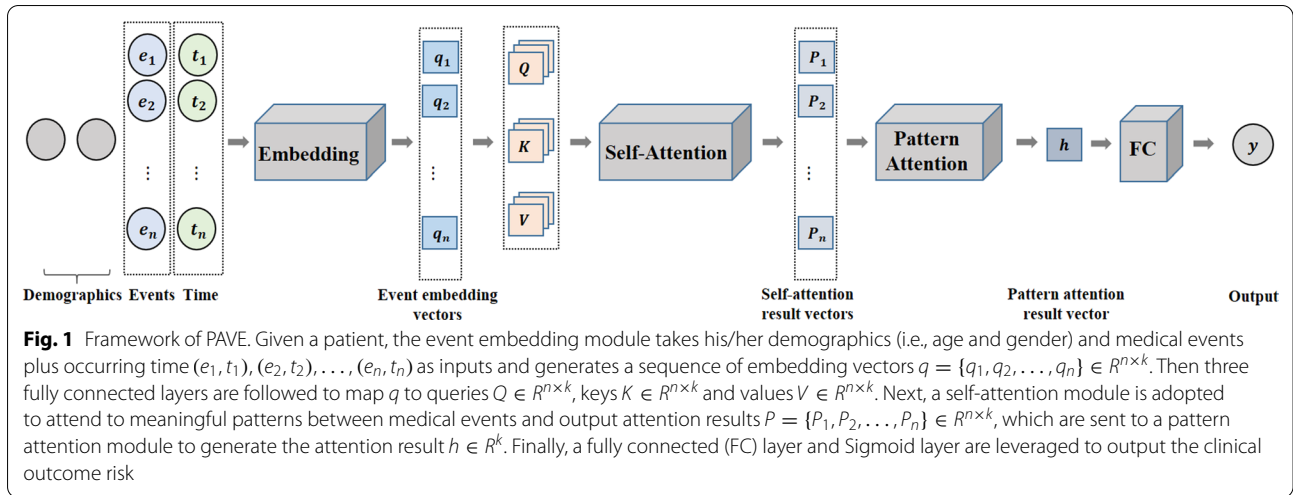 e1 t1 q1 Q P1
e2 t2 q2 P2
Embedding K Self-Attention Pattern Attention h FC y
⋮ ⋮ ⋮ ⋮
en tn qn V Pn
Demographics Events Time Event embedding vectors Self-attention result vectors Pattern attention result vector Output
Fig. 1 Framework of PAVE. Given a patient, the event embedding module takes his/her demographics (i.e., age and gender) and medical events
plus occurring time (e1, t1), (e2, t2), . . . , (en, tn) as inputs and generates a sequence of embedding vectors q = {q1, q2, . . . , qn} ∈ R^{n×k}. Then three
fully connected layers are followed to map q to queries Q ∈ R^{n×k}, keys K ∈ R^{n×k} and values V ∈ R^{n×k}. Next, a self-attention module is adopted
to attend to meaningful patterns between medical events and output attention results P = {P1, P2, . . . , Pn} ∈ R^{n×k}, which are sent to a pattern
attention module to generate the attention result h ∈ R^k. Finally, a fully connected (FC) layer and Sigmoid layer are leveraged to output the clinical
outcome risk